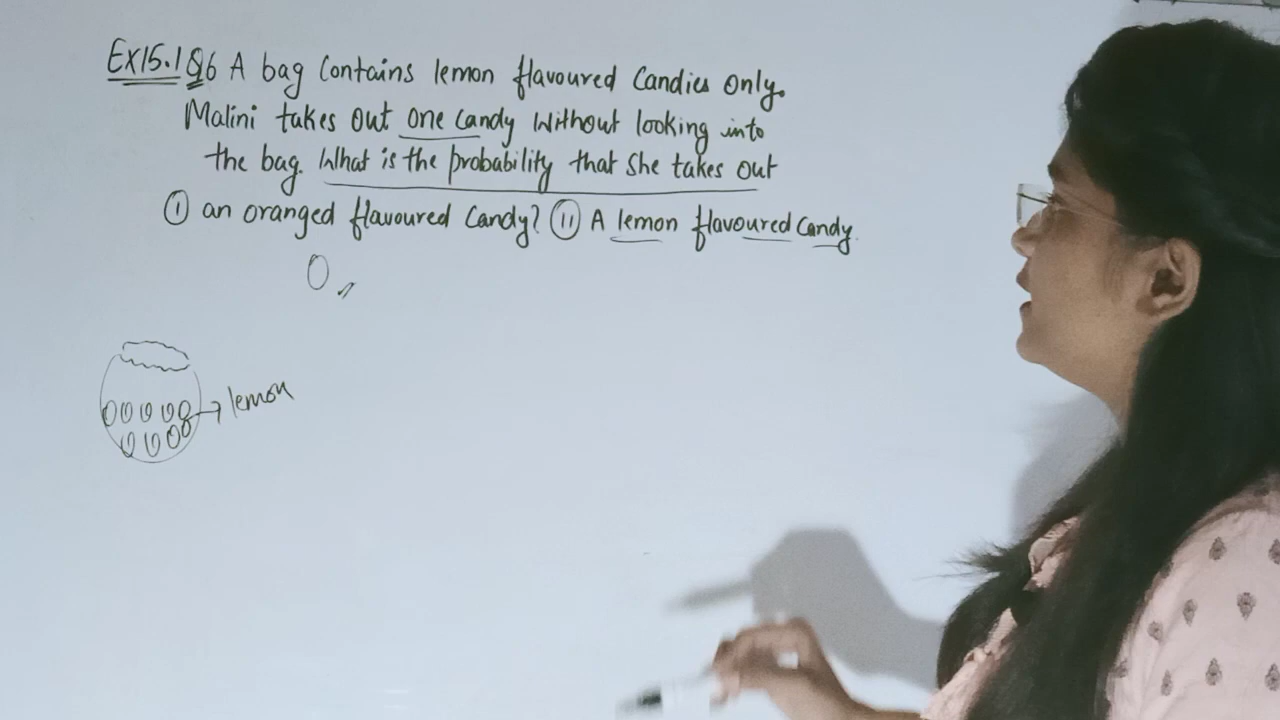 Ex15.1 Q6 A bag Contains lemon flavoured Candies Only.
Malini takes out one Candy Without looking into
the bag. What is the probability that She takes out
(i) an oranged flavoured Candy? (ii) A lemon flavoured Candy.
0
lemon